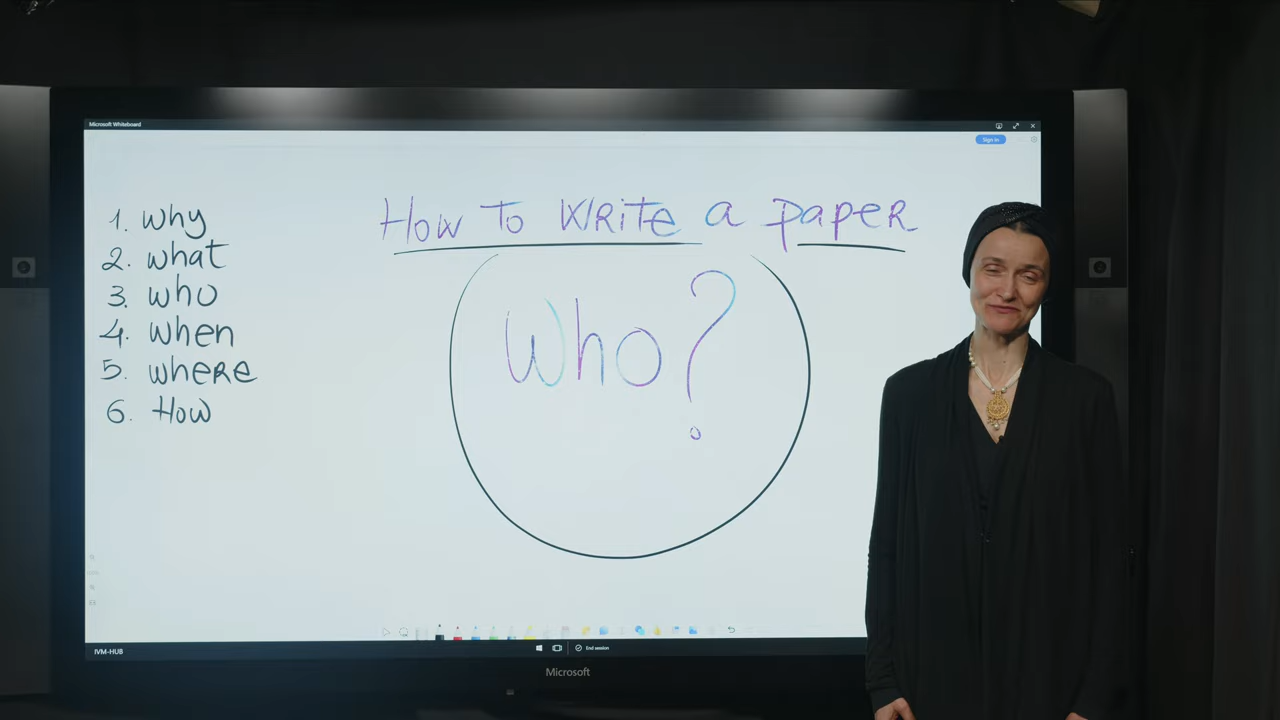 Microsoft Whiteboard
Sign in
How To WRite a paper
1. why
2. what
3. who
4. when
5. where
6. How
Who?
IVM-HUB
End session
Microsoft